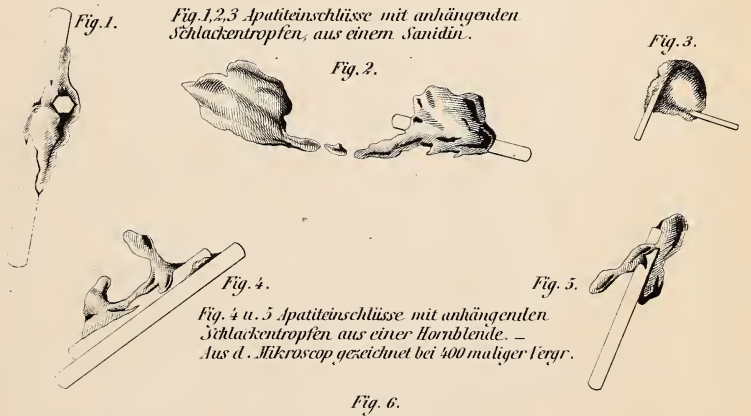 Fig. 1.
Fig. 1,2,3 Apatiteinschlüsse mit anhängenden
Schlackentropfen, aus einem Sanidin.
Fig. 2.
Fig. 3.
Fig. 4.
Fig. 5.
Fig. 4 u. 5 Apatiteinschlüsse mit anhängenden
Schlackentropfen aus einer Hornblende. –
Aus d. Mikroscop gezeichnet bei 400 maliger Vergr.
Fig. 6.